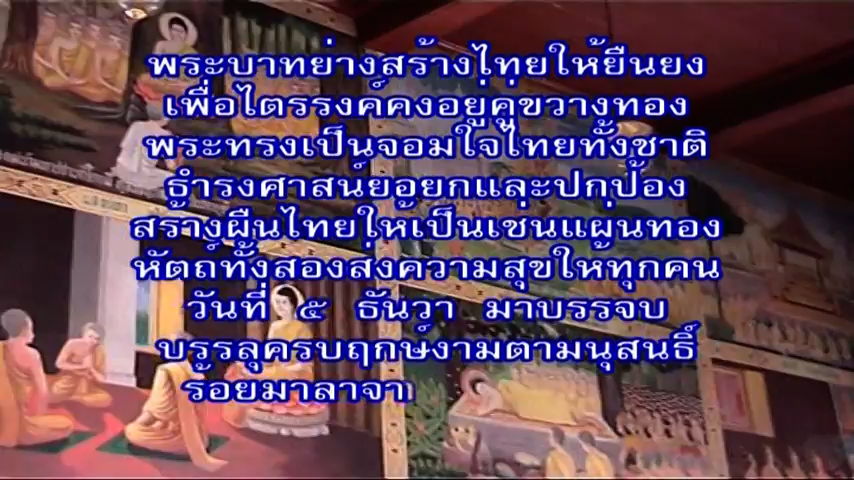 พระบาทย่างสร้างไทยให้ยืนยง
เพื่อไตรรงค์คงอยู่คู่ขวานทอง
พระทรงเป็นจอมใจไทยทั้งชาติ
ธำรงศาสน์ยอยกและปกป้อง
สร้างผืนไทยให้เป็นเช่นแผ่นทอง
หัตถ์ทั้งสองส่งความสุขให้ทุกคน
วันที่ ๕ ธันวา มาบรรจบ
บรรลุครบฤกษ์งามตามนุสนธิ์
ร้อยมาลาจา